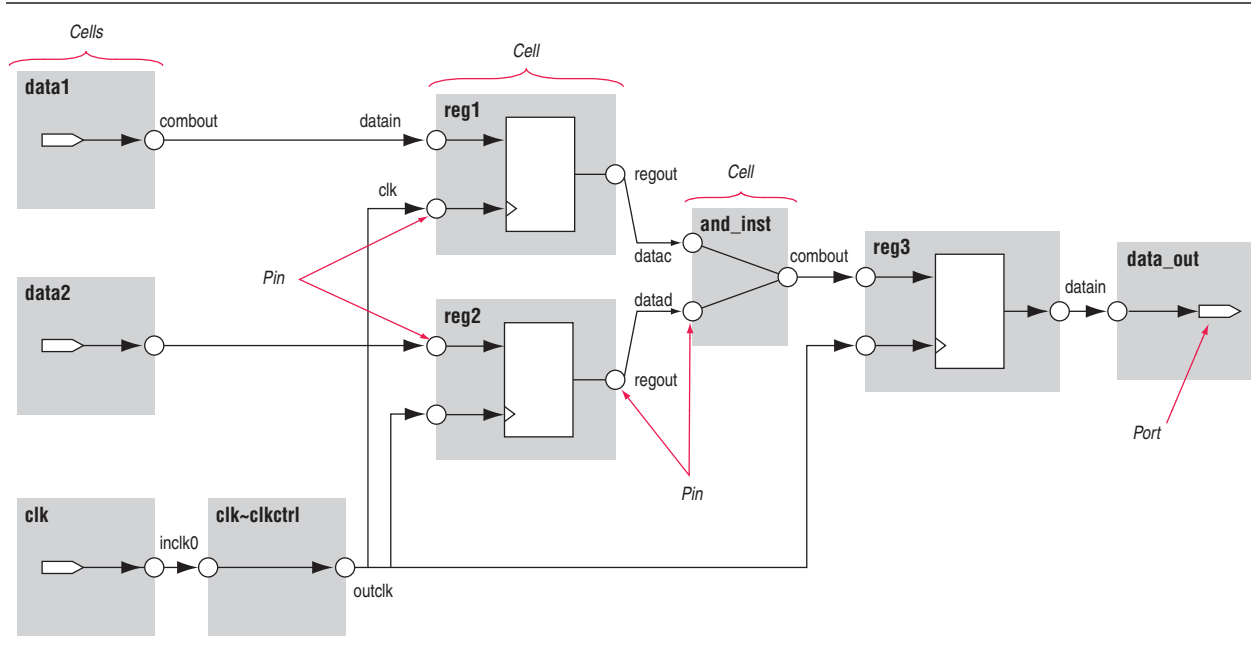 Cells
Cell
data1
combout
datain
reg1
clk
regout
Cell
and_inst
datac
combout
reg3
data_out
datain
Pin
data2
datad
reg2
regout
Port
Pin
clk
inclk0
clk~clkctrl
outclk